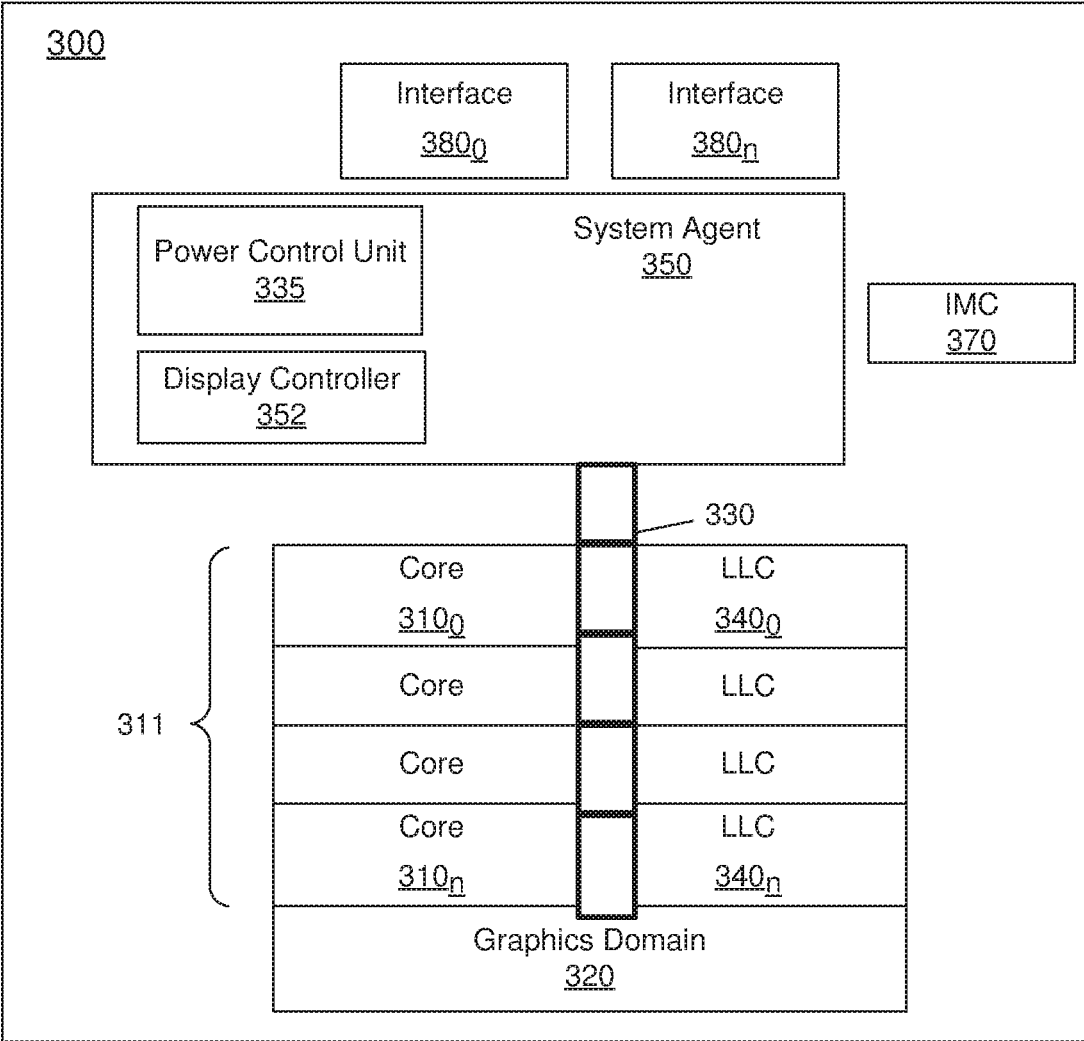 300
Interface
380₀
Interface
380ₙ
Power Control Unit
335
System Agent
350
Display Controller
352
IMC
370
330
311
Core
310₀
LLC
340₀
Core
LLC
Core
LLC
Core
310ₙ
LLC
340ₙ
Graphics Domain
320